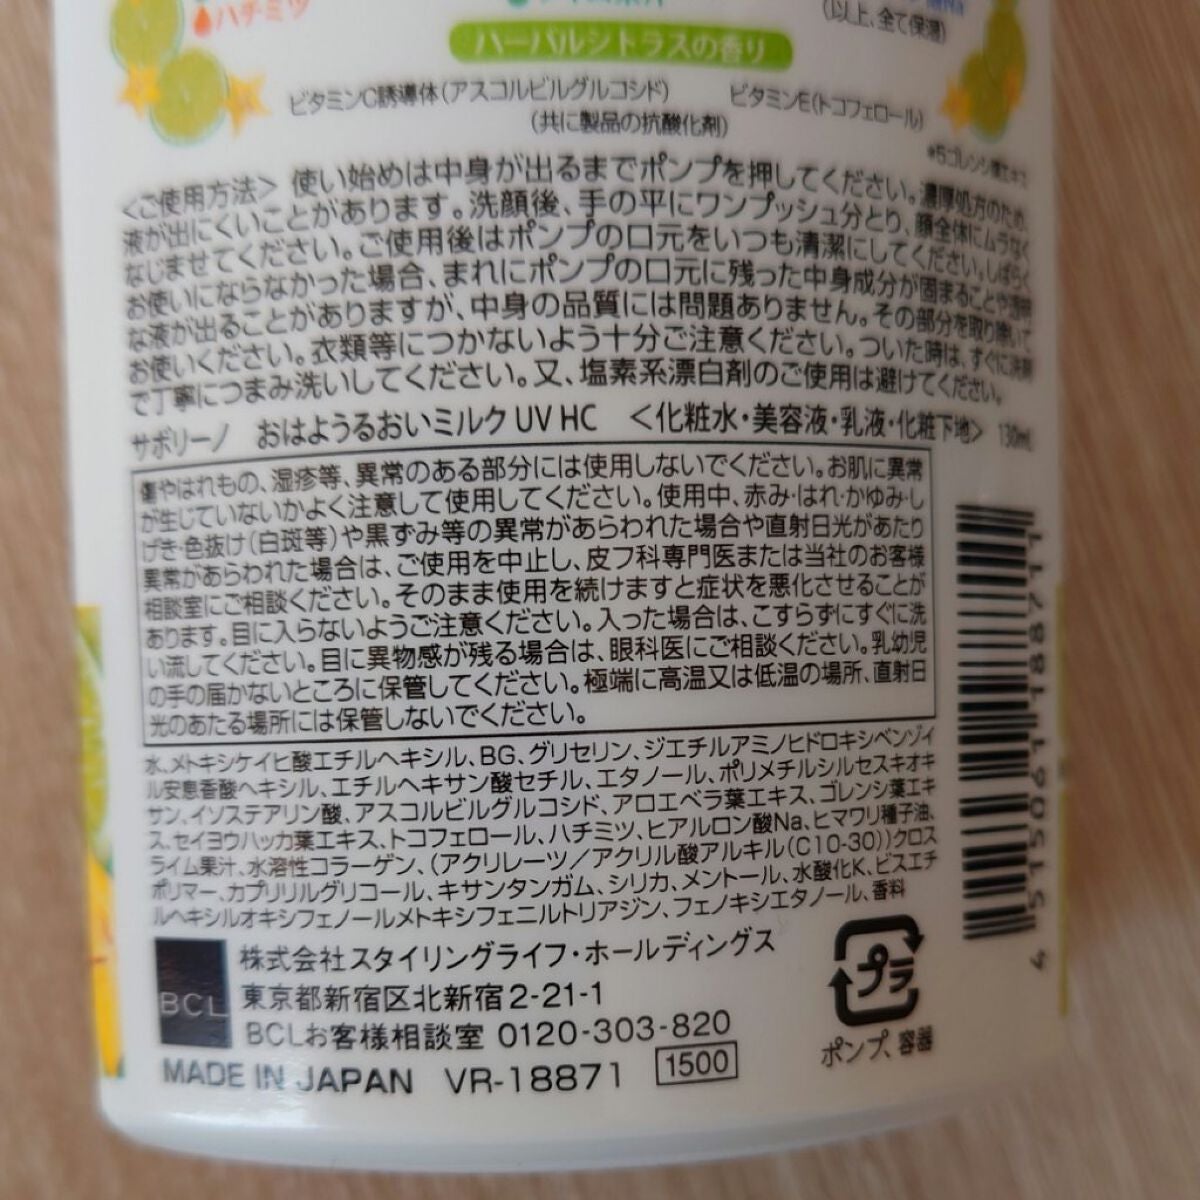 ハチミツ
(以上、全て保湿)
ハーバルシトラスの香り
ビタミンC誘導体(アスコルビルグルコシド)　ビタミンE(トコフェロール)
(共に製品の抗酸化剤)
<ご使用方法> 使い始めは中身が出るまでポンプを押してください。濃厚処方のため、
液が出にくいことがあります。洗顔後、手の平にワンプッシュ分とり、顔全体にムラなく
なじませてください。ご使用後はポンプの口元をいつも清潔にしてください。しばらく
お使いにならなかった場合、まれにポンプの口元に残った中身成分が固まることや透明
な液が出ることがありますが、中身の品質には問題ありません。その部分を取り除いて
お使いください。衣類等につかないよう十分ご注意ください。ついた時は、すぐに洗剤
で丁寧につまみ洗いしてください。又、塩素系漂白剤のご使用は避けてください。
サボリーノ　おはようるおいミルク UV HC　<化粧水・美容液・乳液・化粧下地> 130mL
傷やはれもの、湿疹等、異常のある部分には使用しないでください。お肌に異常
が生じていないかよく注意して使用してください。使用中、赤み・はれ・かゆみ・し
げき・色抜け(白斑等)や黒ずみ等の異常があらわれた場合や直射日光があたり
異常があらわれた場合は、ご使用を中止し、皮フ科専門医または当社のお客様
相談室にご相談ください。そのまま使用を続けますと症状を悪化させることが
あります。目に入らないようご注意ください。入った場合は、こすらずにすぐに洗
い流してください。目に異物感が残る場合は、眼科医にご相談ください。乳幼児
の手の届かないところに保管してください。極端に高温又は低温の場所、直射日
光のあたる場所には保管しないでください。
水、メトキシケイヒ酸エチルヘキシル、BG、グリセリン、ジエチルアミノヒドロキシベンゾイ
ル安息香酸ヘキシル、エチルヘキサン酸セチル、エタノール、ポリメチルシルセスキオキ
サン、イソステアリン酸、アスコルビルグルコシド、アロエベラ葉エキス、ゴレンシ葉エキ
ス、セイヨウハッカ葉エキス、トコフェロール、ハチミツ、ヒアルロン酸Na、ヒマワリ種子油、
ライム果汁、水溶性コラーゲン、(アクリレーツ／アクリル酸アルキル(C10-30))クロス
ポリマー、カプリリルグリコール、キサンタンガム、シリカ、メントール、水酸化K、ビスエチ
ルヘキシルオキシフェノールメトキシフェニルトリアジン、フェノキシエタノール、香料
BCL
株式会社スタイリングライフ・ホールディングス
東京都新宿区北新宿2-21-1
BCLお客様相談室 0120-303-820
MADE IN JAPAN　VR-18871　1500
プラ
ポンプ、容器
4 515061 188711